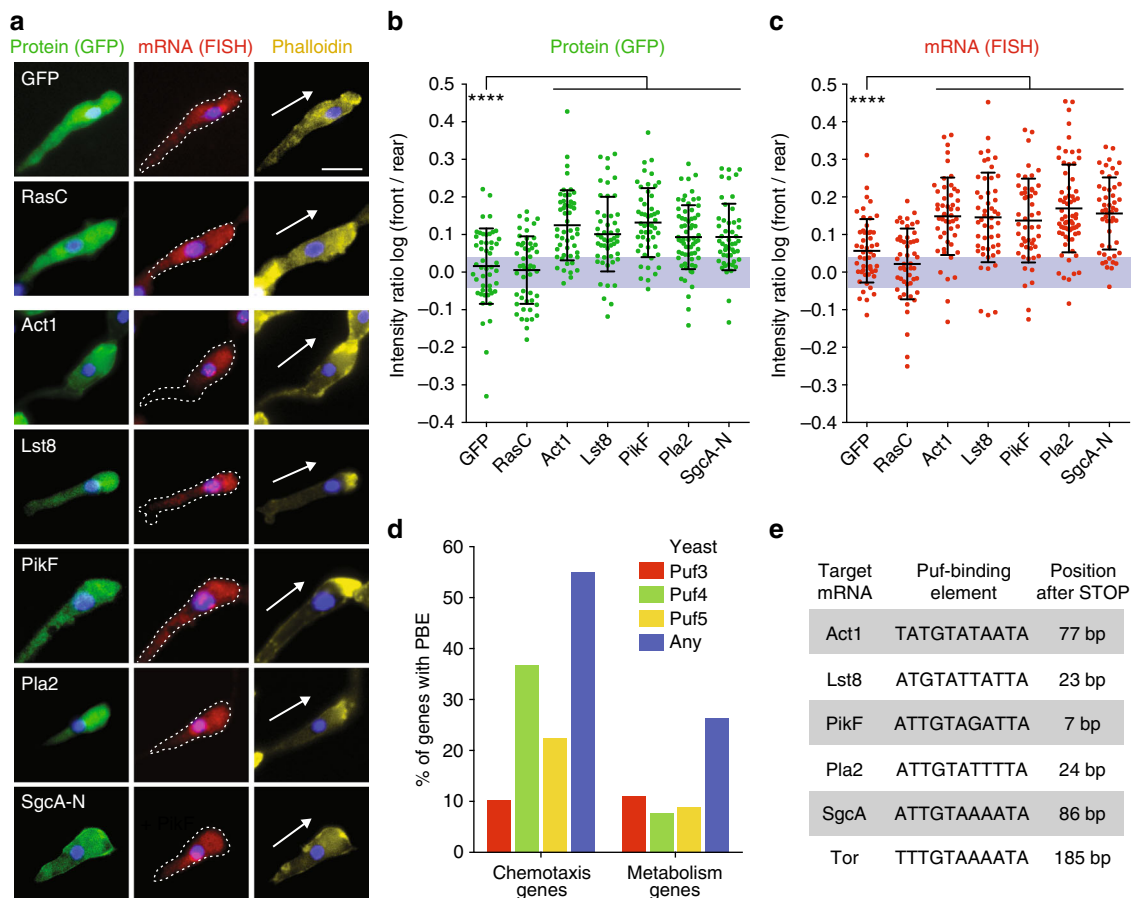 a
Protein (GFP) mRNA (FISH) Phalloidin
GFP
RasC
Act1
Lst8
PikF
Pla2
SgcA-N
+ PikF
b
Protein (GFP)
Intensity ratio log (front / rear)
0.5
0.4
0.3
0.2
0.1
0.0
–0.1
–0.2
–0.3
–0.4
****
GFP RasC Act1 Lst8 PikF Pla2 SgcA-N
c
mRNA (FISH)
Intensity ratio log (front / rear)
0.5
0.4
0.3
0.2
0.1
0.0
–0.1
–0.2
–0.3
–0.4
****
GFP RasC Act1 Lst8 PikF Pla2 SgcA-N
d
% of genes with PBE
60
50
40
30
20
10
0
Yeast
Puf3
Puf4
Puf5
Any
Chemotaxis genes
Metabolism genes
e
Target mRNA Puf-binding element Position after STOP
Act1 TATGTATAATA 77 bp
Lst8 ATGTATTATTA 23 bp
PikF ATTGTAGATTA 7 bp
Pla2 ATTGTATTTTA 24 bp
SgcA ATTGTAAAATA 86 bp
Tor TTTGTAAAATA 185 bp